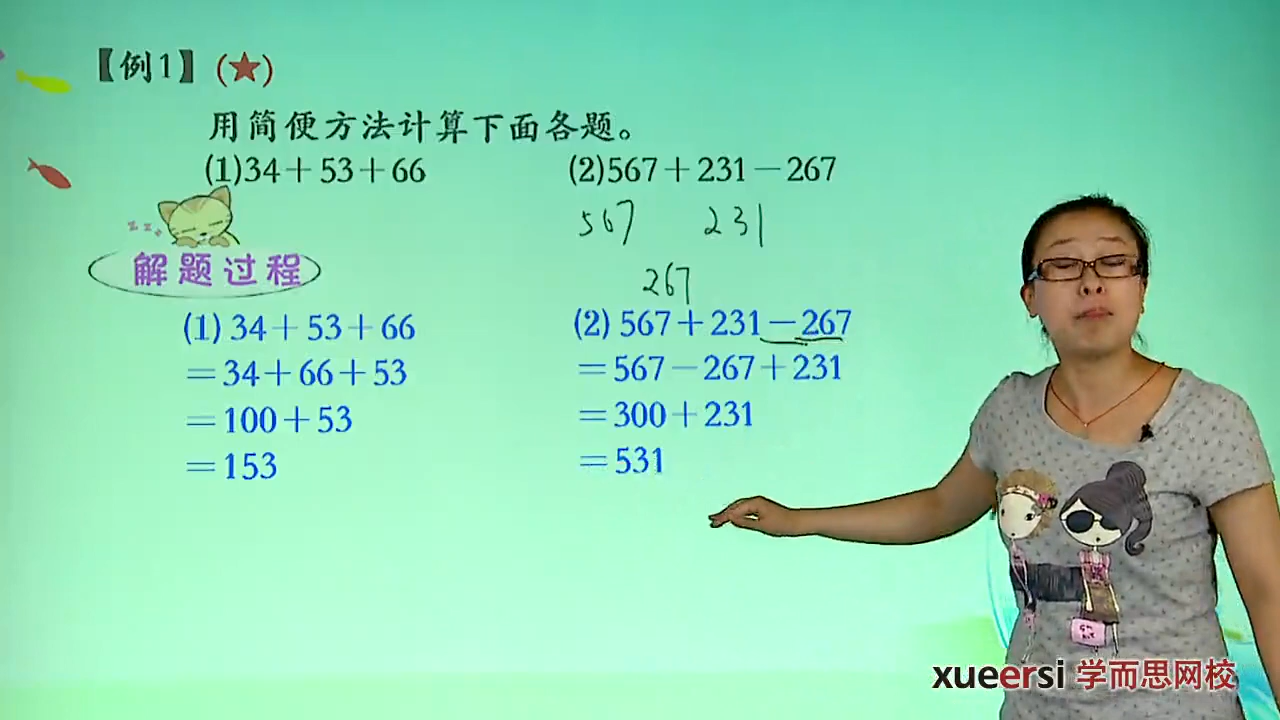 【例1】(★)
用简便方法计算下面各题。
(1)34+53+66
(2)567+231-267
567 231
267
zzz
解题过程
(1) 34+53+66
=34+66+53
=100+53
=153
(2) 567+231-267
=567-267+231
=300+231
=531
xueersi 学而思网校